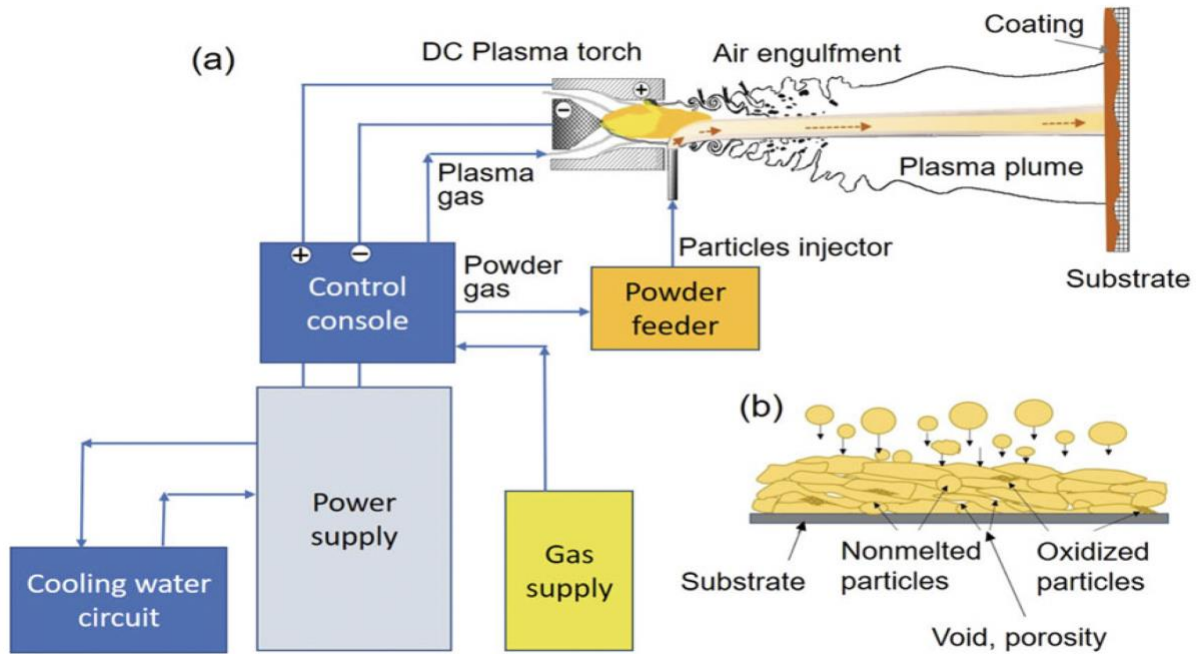 (a)
DC Plasma torch
Air engulfment
Coating
+
−
Plasma
gas
Plasma plume
Particles injector
Substrate
+
−
Control
console
Powder
gas
Powder
feeder
Power
supply
Gas
supply
Cooling water
circuit
(b)
Substrate
Nonmelted
particles
Oxidized
particles
Void, porosity